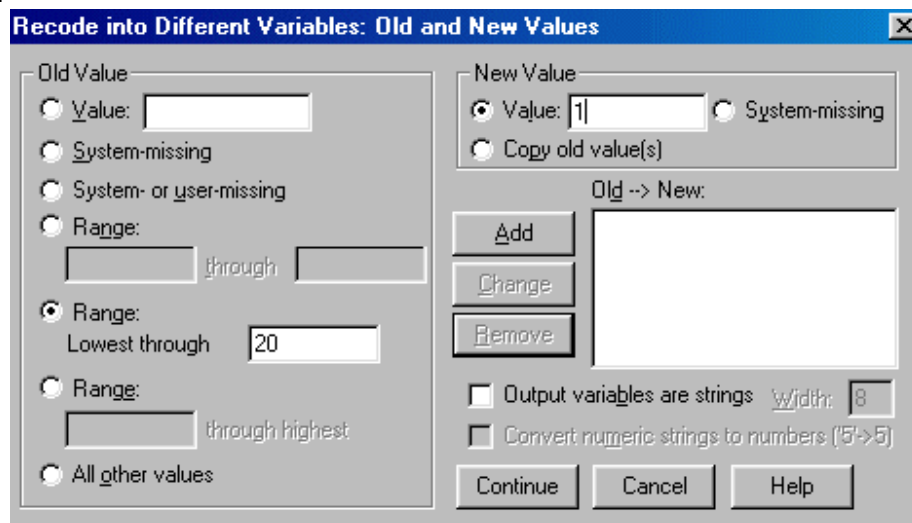 Recode into Different Variables: Old and New Values
Old Value
Value:
System-missing
System- or user-missing
Range:
through
Range:
Lowest through 20
Range:
through highest
All other values
New Value
Value: 1 System-missing
Copy old value(s)
Old --> New:
Add
Change
Remove
Output variables are strings Width: 8
Convert numeric strings to numbers ('5'->5)
Continue Cancel Help